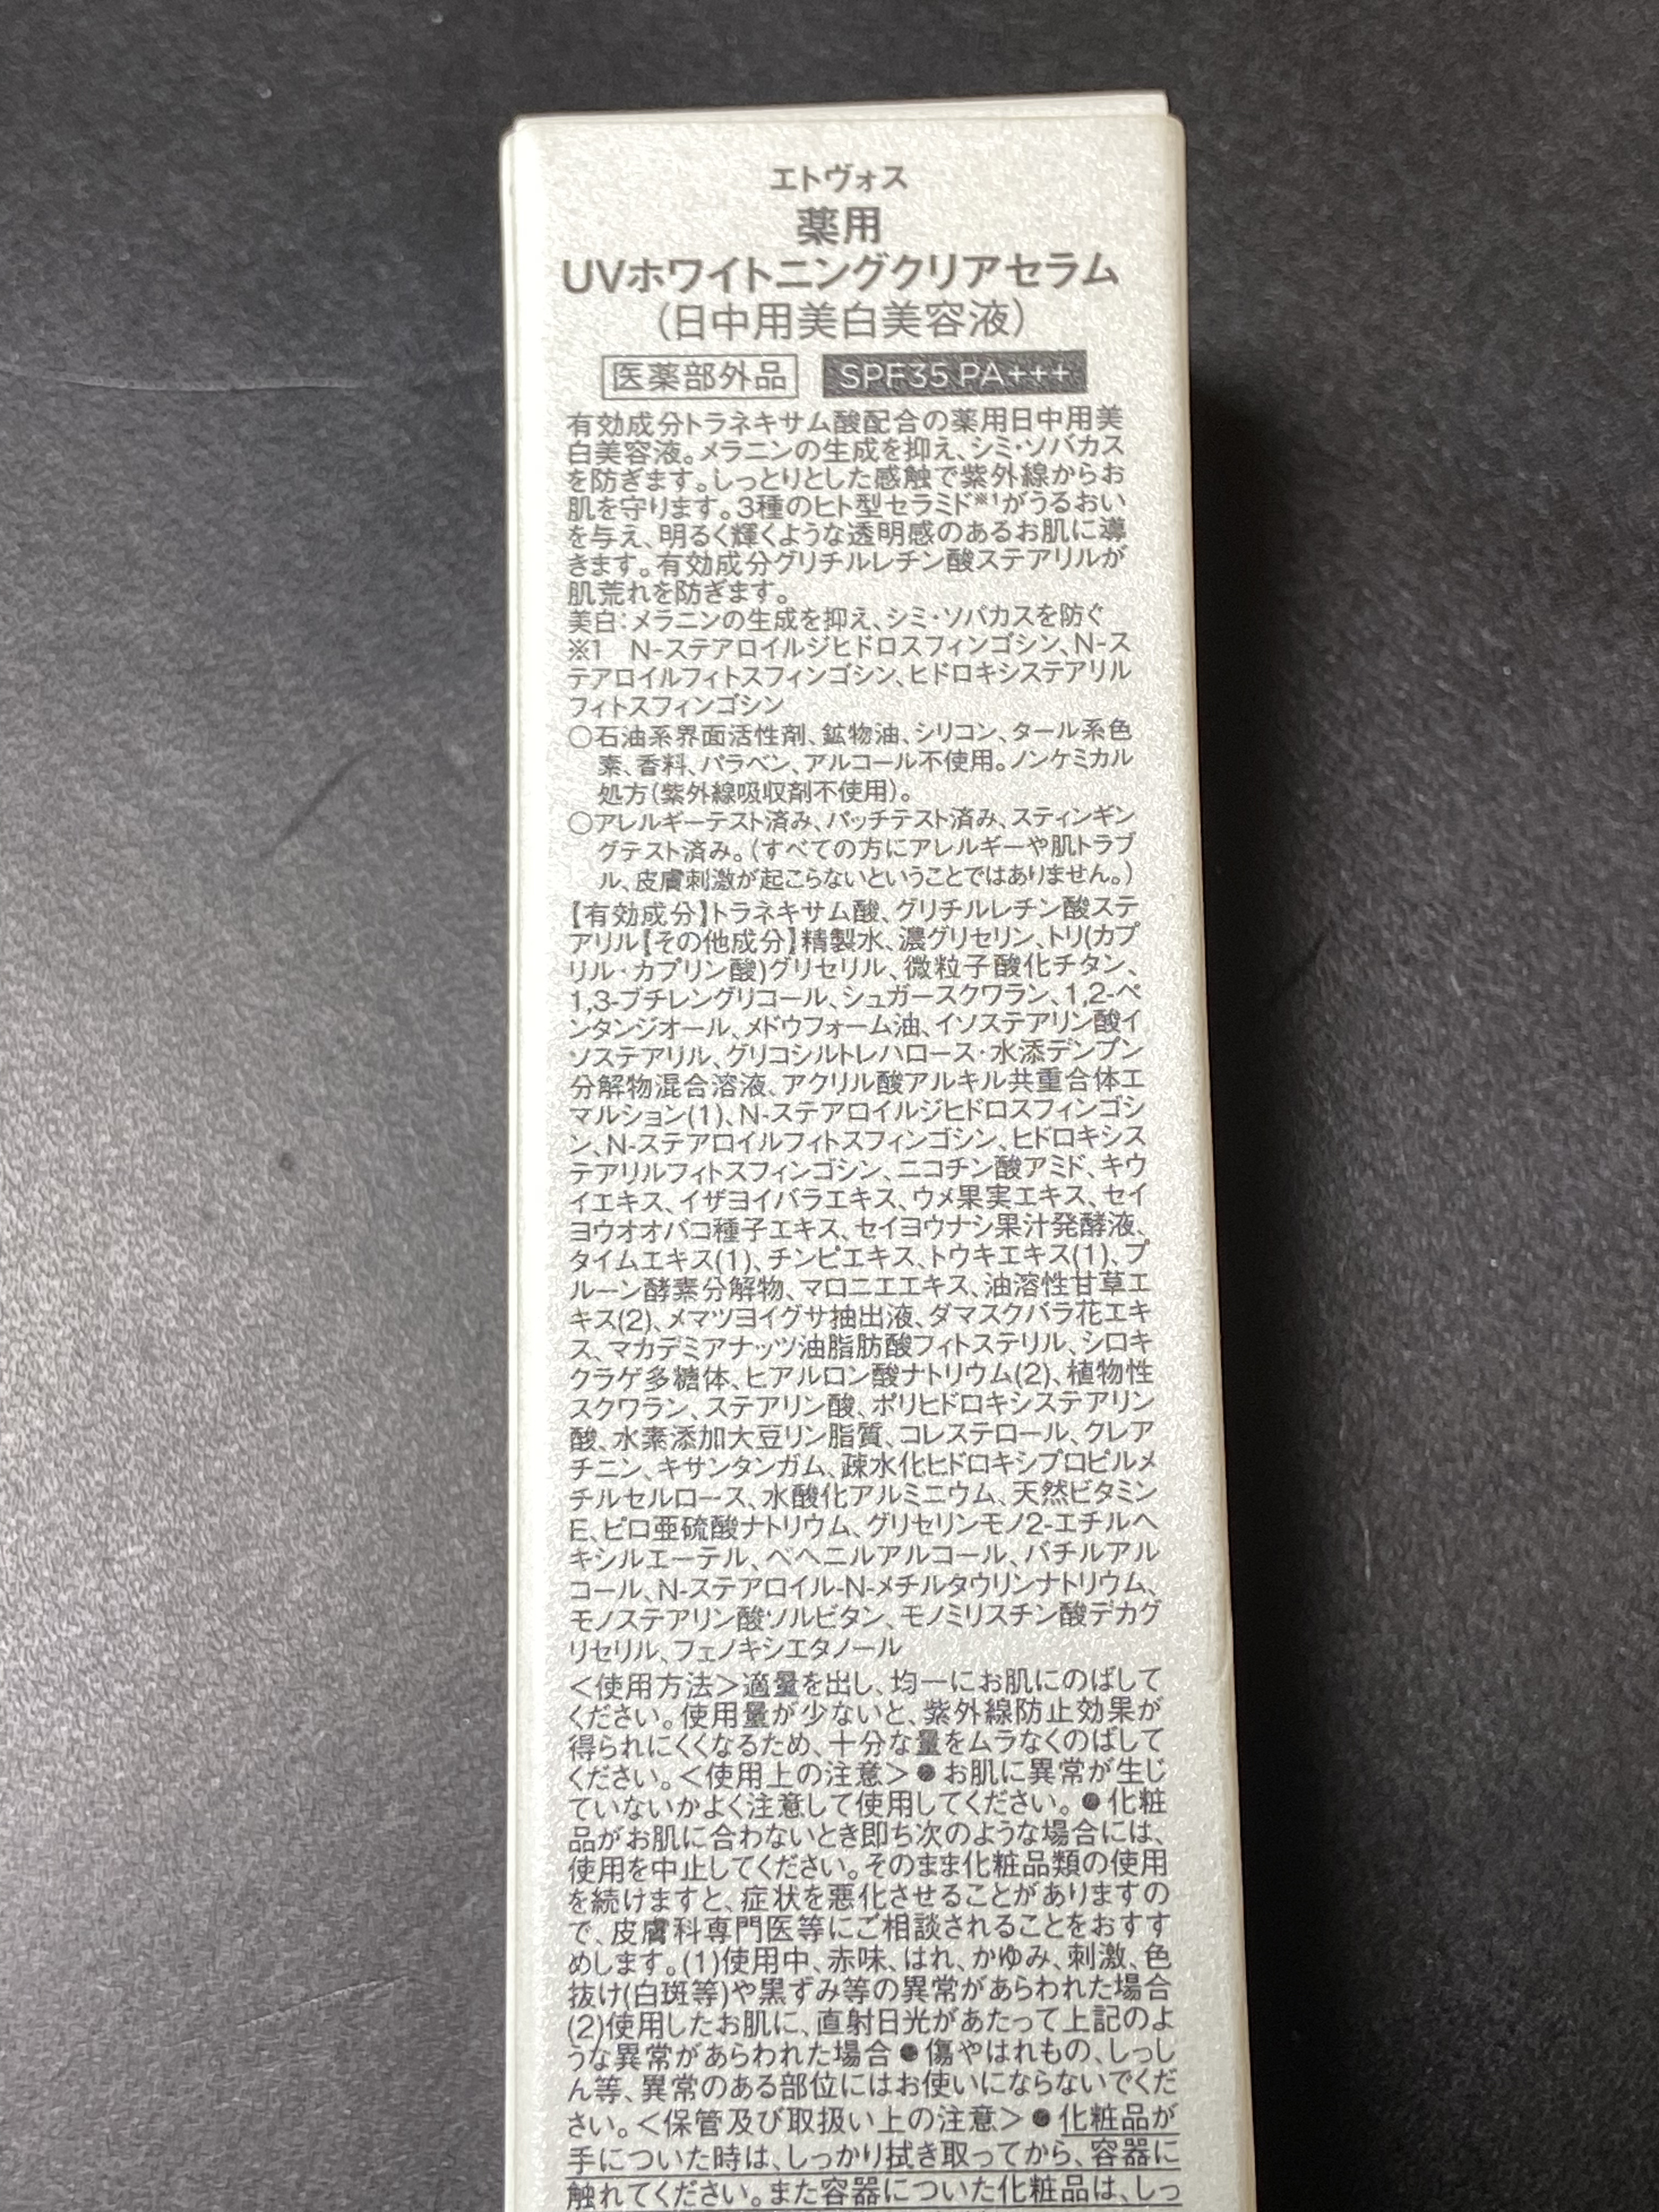 エトヴォス
薬用
UVホワイトニングクリアセラム
(日中用美白美容液)
医薬部外品 SPF35 PA+++
有効成分トラネキサム酸配合の薬用日中用美
白美容液。メラニンの生成を抑え、シミ・ソバカス
を防ぎます。しっとりとした感触で紫外線からお
肌を守ります。3種のヒト型セラミド※1がうるおい
を与え、明るく輝くような透明感のあるお肌に導
きます。有効成分グリチルレチン酸ステアリルが
肌荒れを防ぎます。
美白:メラニンの生成を抑え、シミ・ソバカスを防ぐ
※1 N-ステアロイルジヒドロスフィンゴシン、N-ス
テアロイルフィトスフィンゴシン、ヒドロキシステアリル
フィトスフィンゴシン
○石油系界面活性剤、鉱物油、シリコン、タール系色
素、香料、パラベン、アルコール不使用。ノンケミカル
処方(紫外線吸収剤不使用)。
○アレルギーテスト済み、パッチテスト済み、スティンギン
グテスト済み。(すべての方にアレルギーや肌トラブ
ル、皮膚刺激が起こらないということではありません。)
【有効成分】トラネキサム酸、グリチルレチン酸ステ
アリル【その他成分】精製水、濃グリセリン、トリ(カプ
リル・カプリン酸)グリセリル、微粒子酸化チタン、
1,3-ブチレングリコール、シュガースクワラン、1,2-ペ
ンタンジオール、メドウフォーム油、イソステアリン酸イ
ソステアリル、グリコシルトレハロース・水添デンプン
分解物混合溶液、アクリル酸アルキル共重合体エ
マルション(1)、N-ステアロイルジヒドロスフィンゴシ
ン、N-ステアロイルフィトスフィンゴシン、ヒドロキシス
テアリルフィトスフィンゴシン、ニコチン酸アミド、キウ
イエキス、イザヨイバラエキス、ウメ果実エキス、セイ
ヨウオオバコ種子エキス、セイヨウナシ果汁発酵液、
タイムエキス(1)、チンピエキス、トウキエキス(1)、プ
ルーン酵素分解物、マロニエエキス、油溶性甘草エ
キス(2)、メマツヨイグサ抽出液、ダマスクバラ花エキ
ス、マカデミアナッツ油脂肪酸フィトステリル、シロキ
クラゲ多糖体、ヒアルロン酸ナトリウム(2)、植物性
スクワラン、ステアリン酸、ポリヒドロキシステアリン
酸、水素添加大豆リン脂質、コレステロール、クレア
チニン、キサンタンガム、疎水化ヒドロキシプロピルメ
チルセルロース、水酸化アルミニウム、天然ビタミン
E、ピロ亜硫酸ナトリウム、グリセリンモノ2-エチルヘ
キシルエーテル、ベヘニルアルコール、バチルアル
コール、N-ステアロイル-N-メチルタウリンナトリウム、
モノステアリン酸ソルビタン、モノミリスチン酸デカグ
リセリル、フェノキシエタノール
<使用方法>適量を出し、均一にお肌にのばして
ください。使用量が少ないと、紫外線防止効果が
得られにくくなるため、十分な量をムラなくのばして
ください。<使用上の注意>●お肌に異常が生じ
ていないかよく注意して使用してください。●化粧
品がお肌に合わないとき即ち次のような場合には、
使用を中止してください。そのまま化粧品類の使用
を続けますと、症状を悪化させることがありますの
で、皮膚科専門医等にご相談されることをおすす
めします。(1)使用中、赤味、はれ、かゆみ、刺激、色
抜け(白斑等)や黒ずみ等の異常があらわれた場合
(2)使用したお肌に、直射日光があたって上記のよ
うな異常があらわれた場合●傷やはれもの、しっし
ん等、異常のある部位にはお使いにならないでくだ
さい。<保管及び取扱い上の注意>●化粧品が
手についた時は、しっかり拭き取ってから、容器に
触れてください。また容器についた化粧品は、しっ